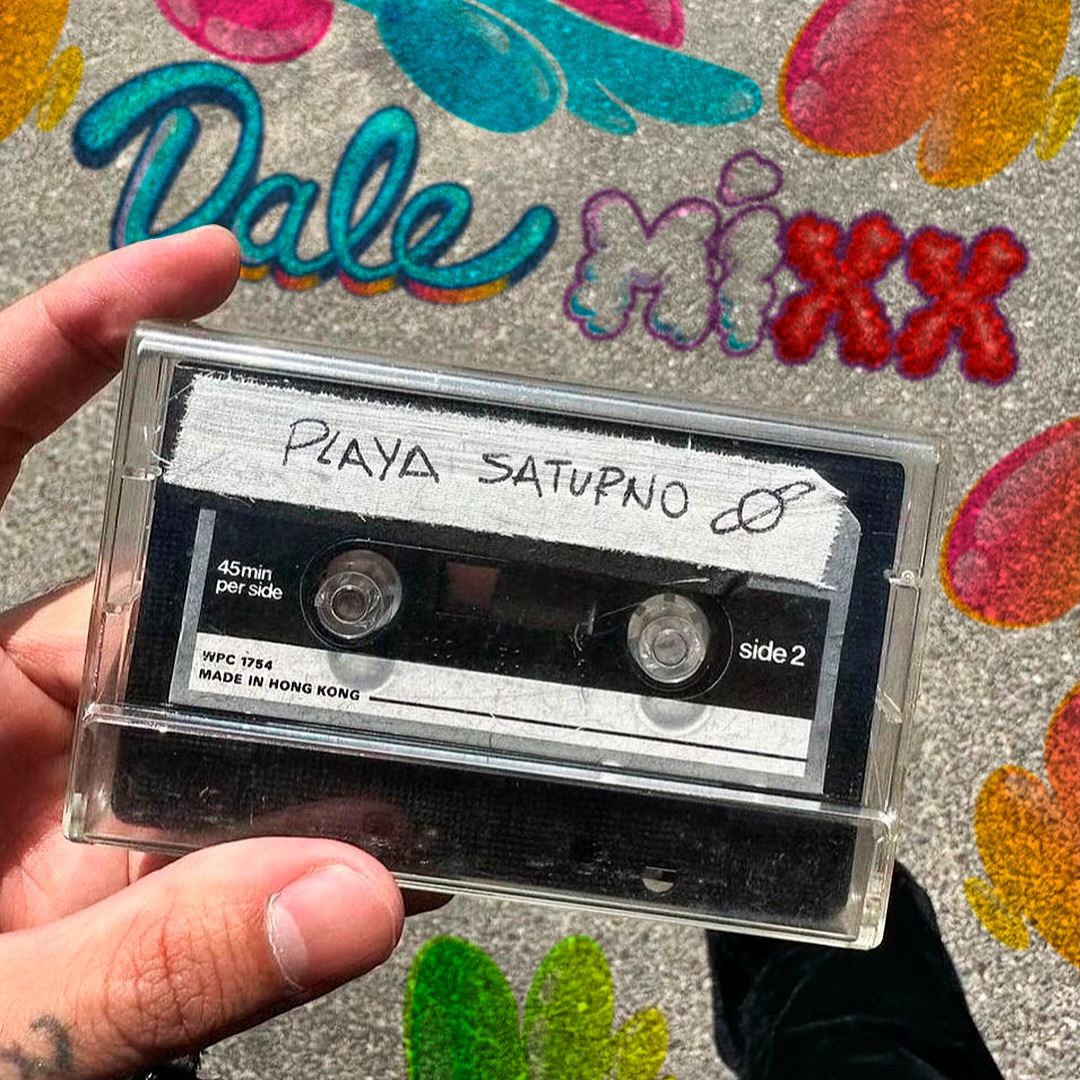 Dale Mixx
PLAYA SATURNO
45min
per side
side 2
WPC 1754
MADE IN HONG KONG